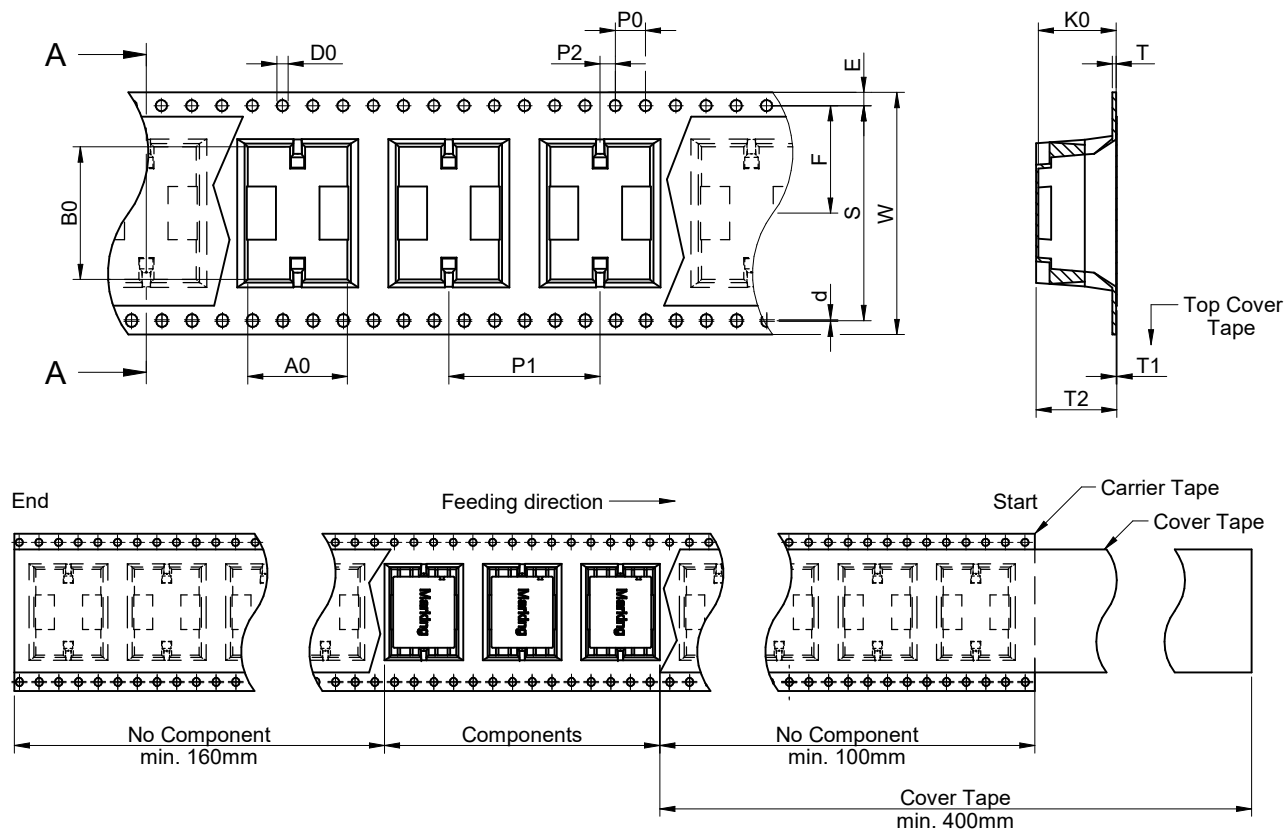 A
D0
P2
P0
E
K0
T
B0
F
S
W
d
Top Cover
Tape
A
A0
P1
T1
T2
End
Feeding direction
Start
Carrier Tape
Cover Tape
Marking
Marking
Marking
No Component
min. 160mm
Components
No Component
min. 100mm
Cover Tape
min. 400mm